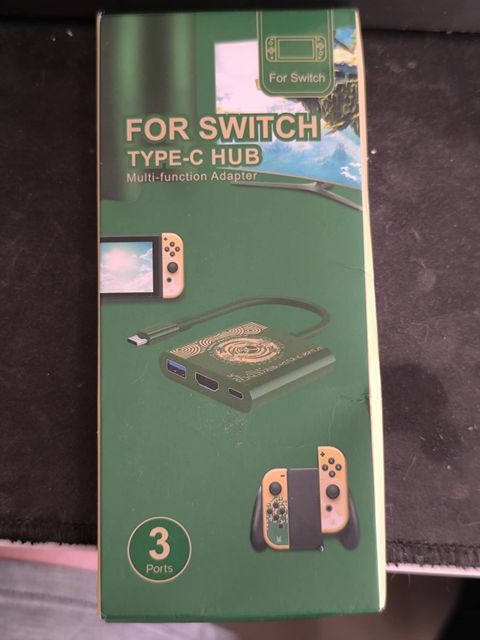 For Switch
FOR SWITCH
TYPE-C HUB
Multi-function Adapter
3
Ports